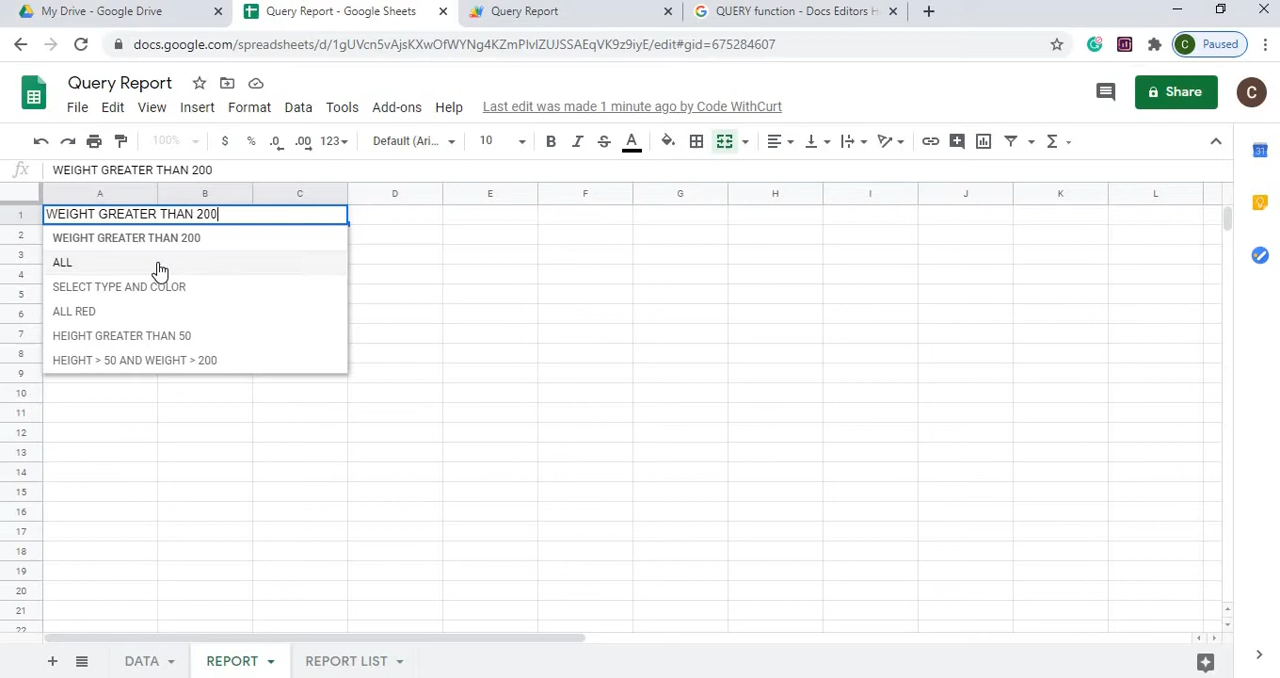 My Drive - Google Drive
Query Report - Google Sheets
Query Report
QUERY function - Docs Editors H
docs.google.com/spreadsheets/d/1gUVcn5vAjsKXwOfWYNg4KZmPIvlZUJSSAEqVK9z9iyE/edit#gid=675284607
C Paused
Query Report
File Edit View Insert Format Data Tools Add-ons Help Last edit was made 1 minute ago by Code WithCurt
Share
C
100% $ % .0 .00 123 Default (Ari... 10 B I S A
fx WEIGHT GREATER THAN 200
A B C D E F G H I J K L
1 WEIGHT GREATER THAN 200
2 WEIGHT GREATER THAN 200
3 ALL
4
SELECT TYPE AND COLOR
5
6 ALL RED
7 HEIGHT GREATER THAN 50
8 HEIGHT > 50 AND WEIGHT > 200
9
10
11
12
13
14
15
16
17
18
19
20
21
22
DATA REPORT REPORT LIST
31